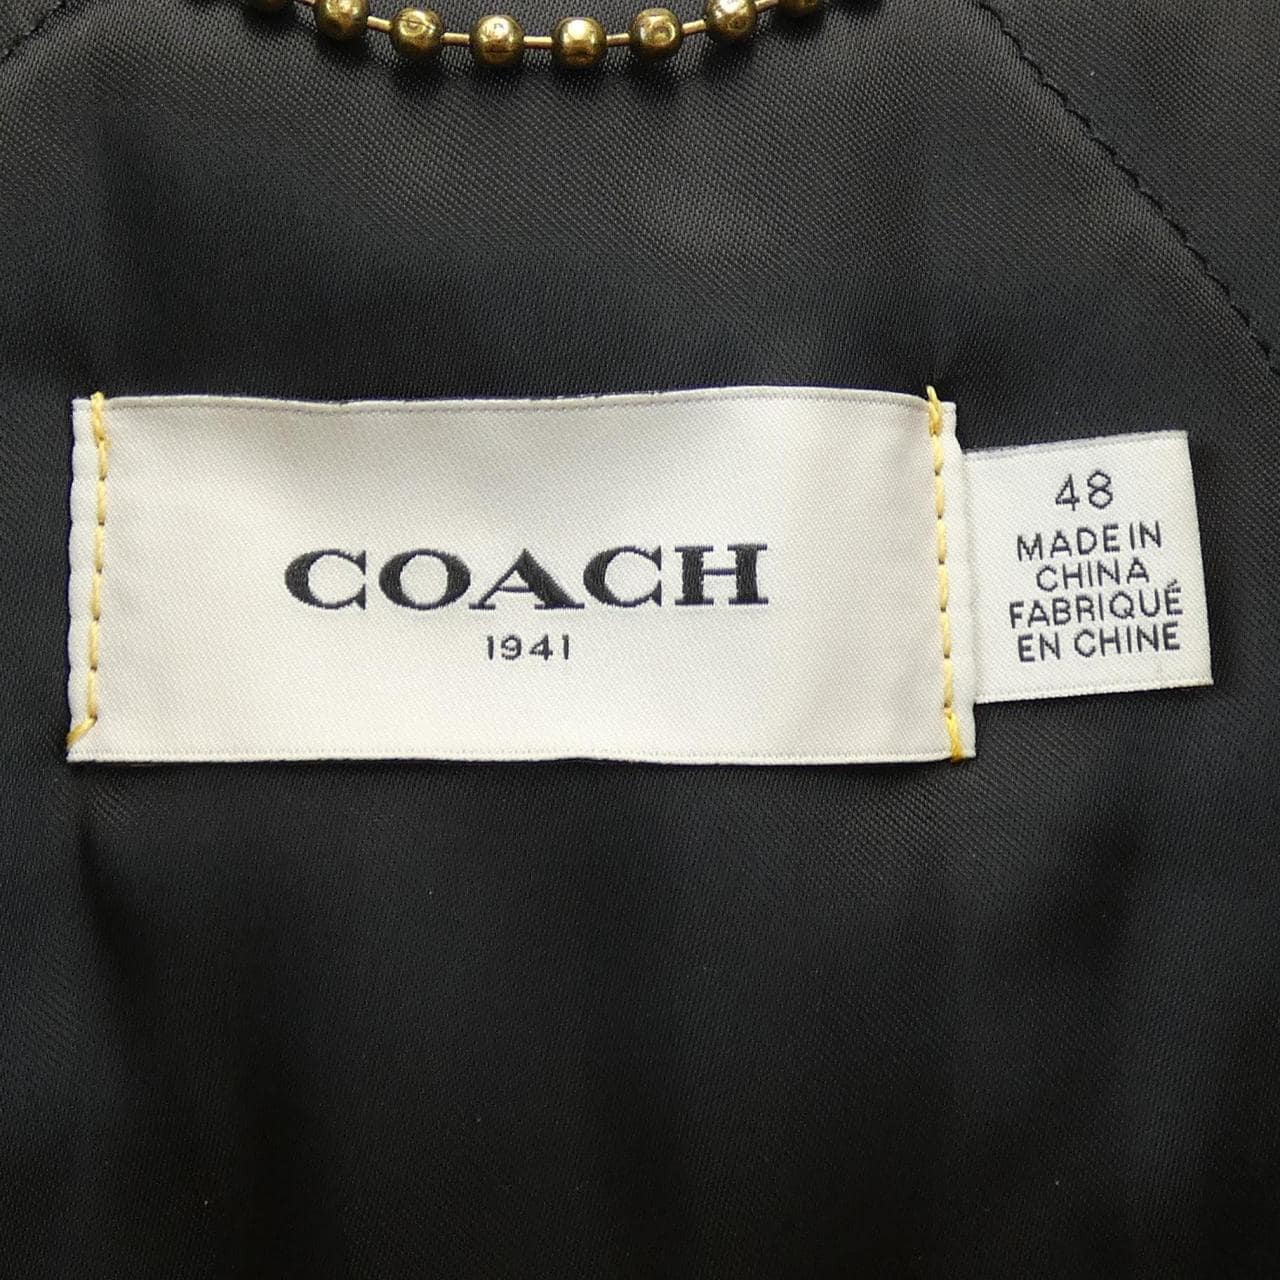 COACH
1941
48
MADE IN
CHINA
FABRIQUÉ
EN CHINE